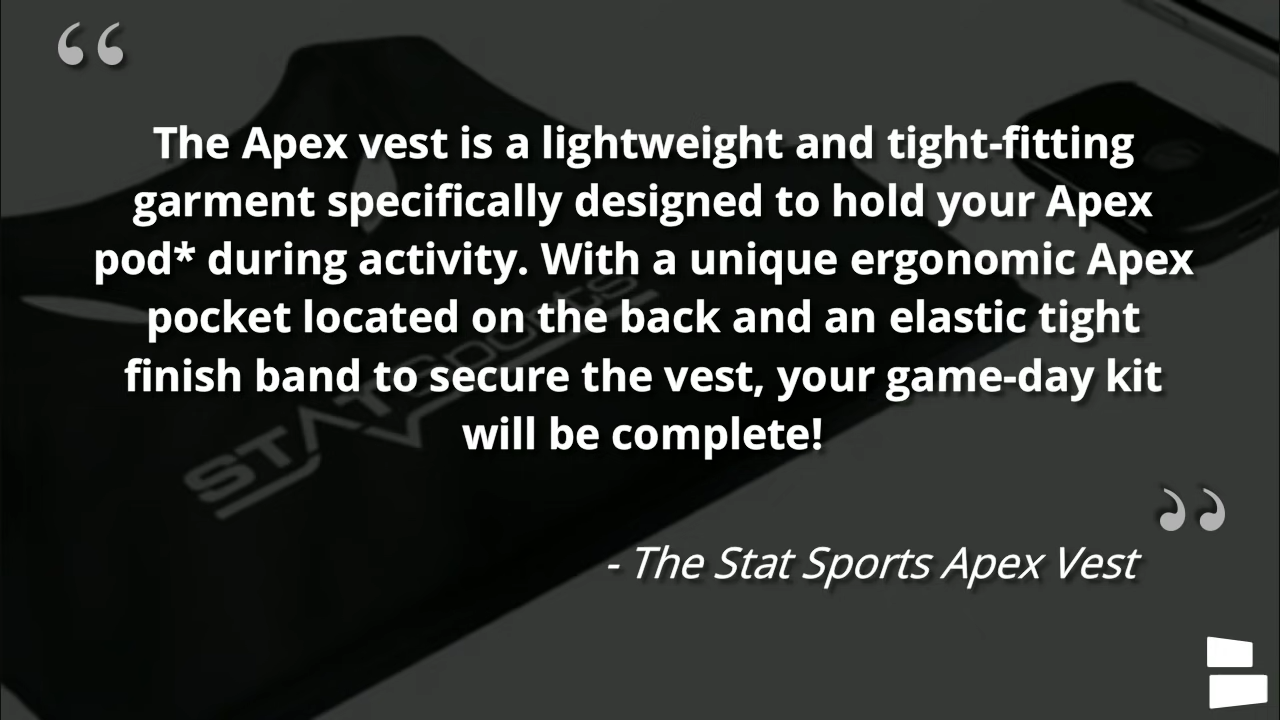 “
The Apex vest is a lightweight and tight-fitting
garment specifically designed to hold your Apex
pod* during activity. With a unique ergonomic Apex
pocket located on the back and an elastic tight
finish band to secure the vest, your game-day kit
will be complete!
”
- The Stat Sports Apex Vest
STATSports